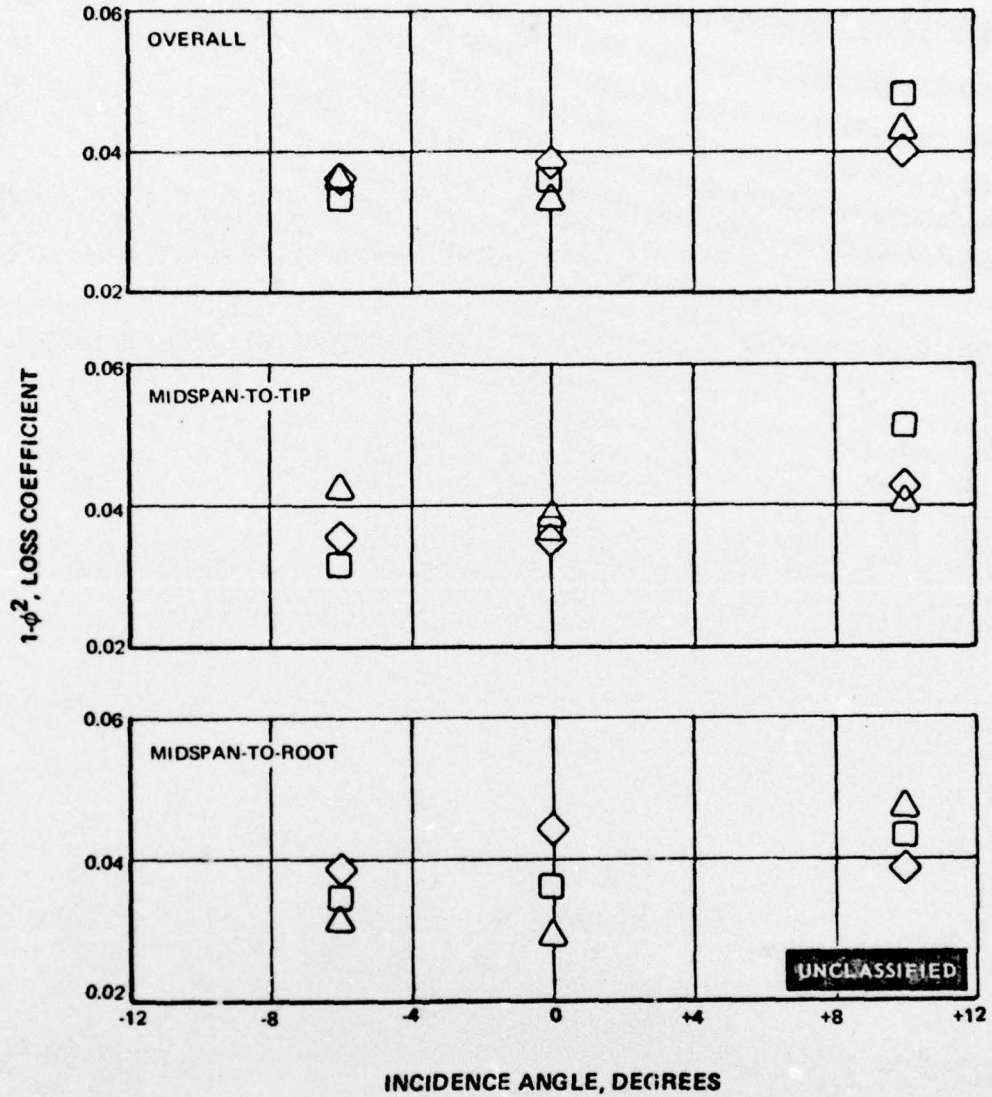 0.06
OVERALL
0.04
0.02
0.06
MIDSPAN-TO-TIP
0.04
0.02
1-ϕ², LOSS COEFFICIENT
0.06
MIDSPAN-TO-ROOT
0.04
UNCLASSIFIED
0.02
-12 -8 -4 0 +4 +8 +12
INCIDENCE ANGLE, DEGREES